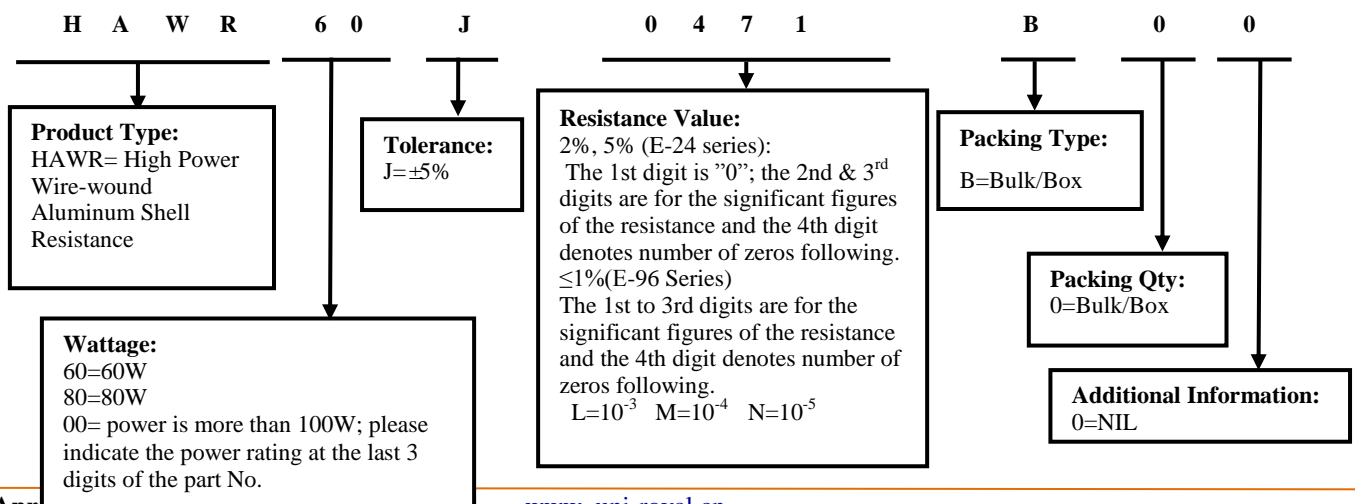 H A W R 6 0 J 0 4 7 1 B 0 0
Product Type:
HAWR= High Power
Wire-wound
Aluminum Shell
Resistance
Tolerance:
J=±5%
Resistance Value:
2%, 5% (E-24 series):
The 1st digit is ”0”; the 2nd & 3rd
digits are for the significant figures
of the resistance and the 4th digit
denotes number of zeros following.
≤1%(E-96 Series)
The 1st to 3rd digits are for the
significant figures of the resistance
and the 4th digit denotes number of
zeros following.
L=10-3 M=10-4 N=10-5
Packing Type:
B=Bulk/Box
Packing Qty:
0=Bulk/Box
Additional Information:
0=NIL
Wattage:
60=60W
80=80W
00= power is more than 100W; please
indicate the power rating at the last 3
digits of the part No.